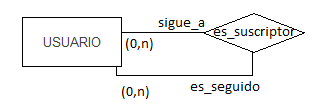 sigue_a
USUARIO
es_suscriptor
(0,n)
(0,n)
es_seguido